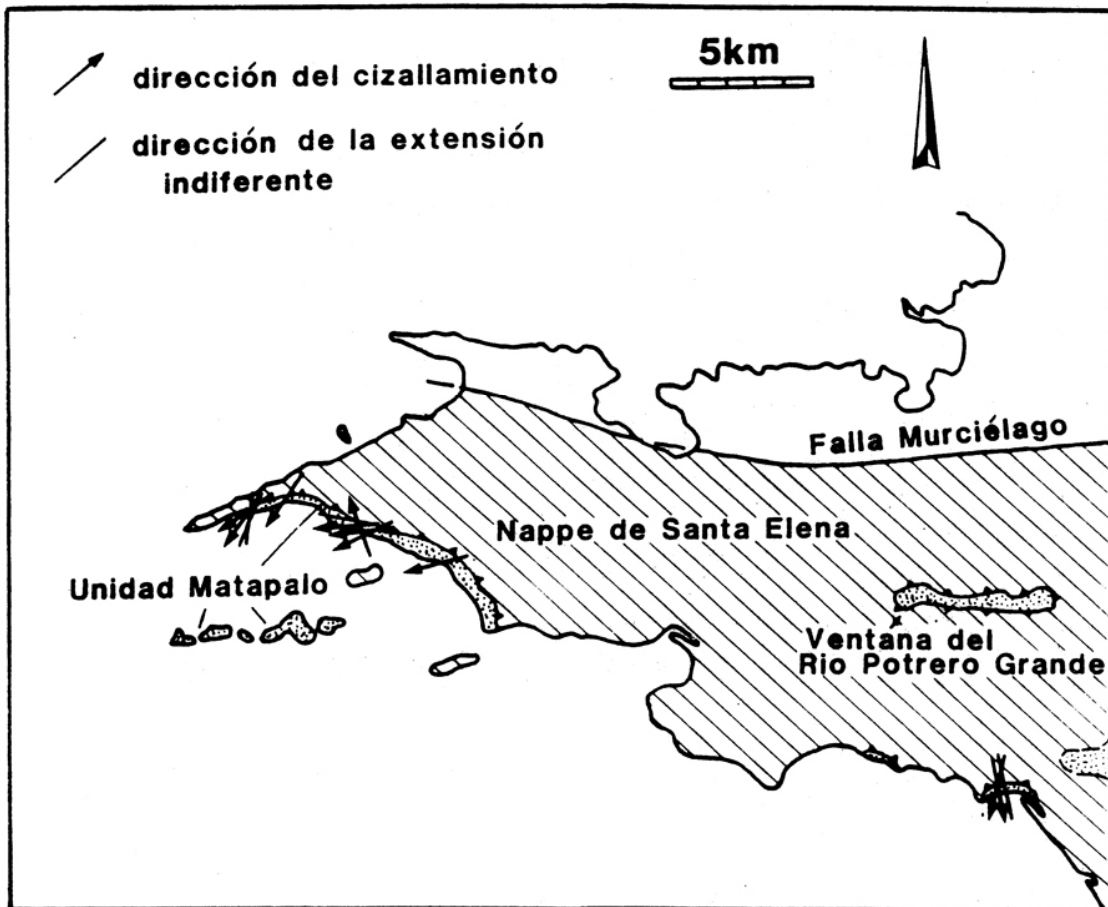 dirección del cizallamiento
dirección de la extensión
indiferente
5km
Falla Murciélago
Nappe de Santa Elena
Unidad Matapalo
Ventana del
Rio Potrero Grande